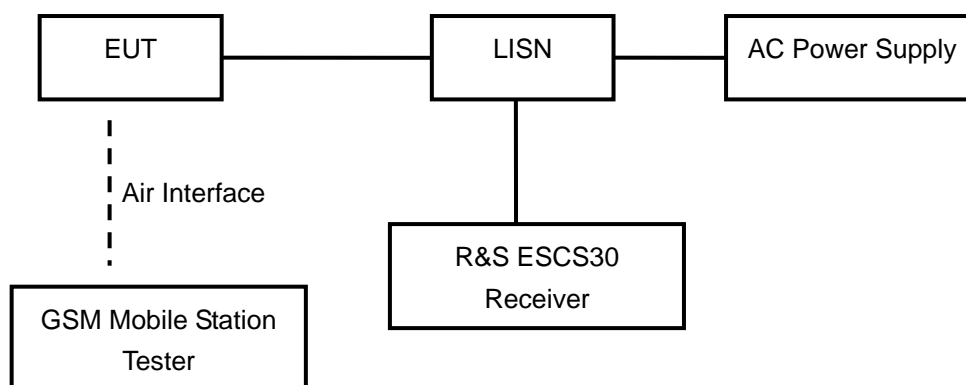 EUT
LISN
AC Power Supply
Air Interface
R&S ESCS30
Receiver
GSM Mobile Station
Tester